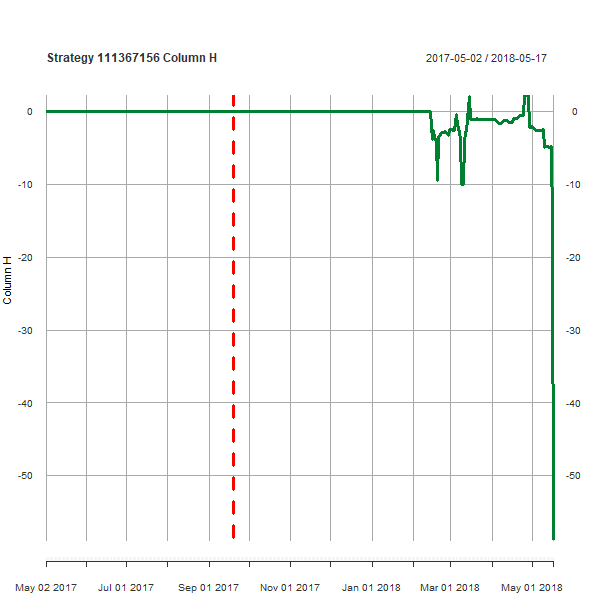 Strategy 111367156 Column H
2017-05-02 / 2018-05-17
0 0
-10 -10
-20 -20
Column H
-30 -30
-40 -40
-50 -50
May 02 2017 Jul 01 2017 Sep 01 2017 Nov 01 2017 Jan 01 2018 Mar 01 2018 May 01 2018